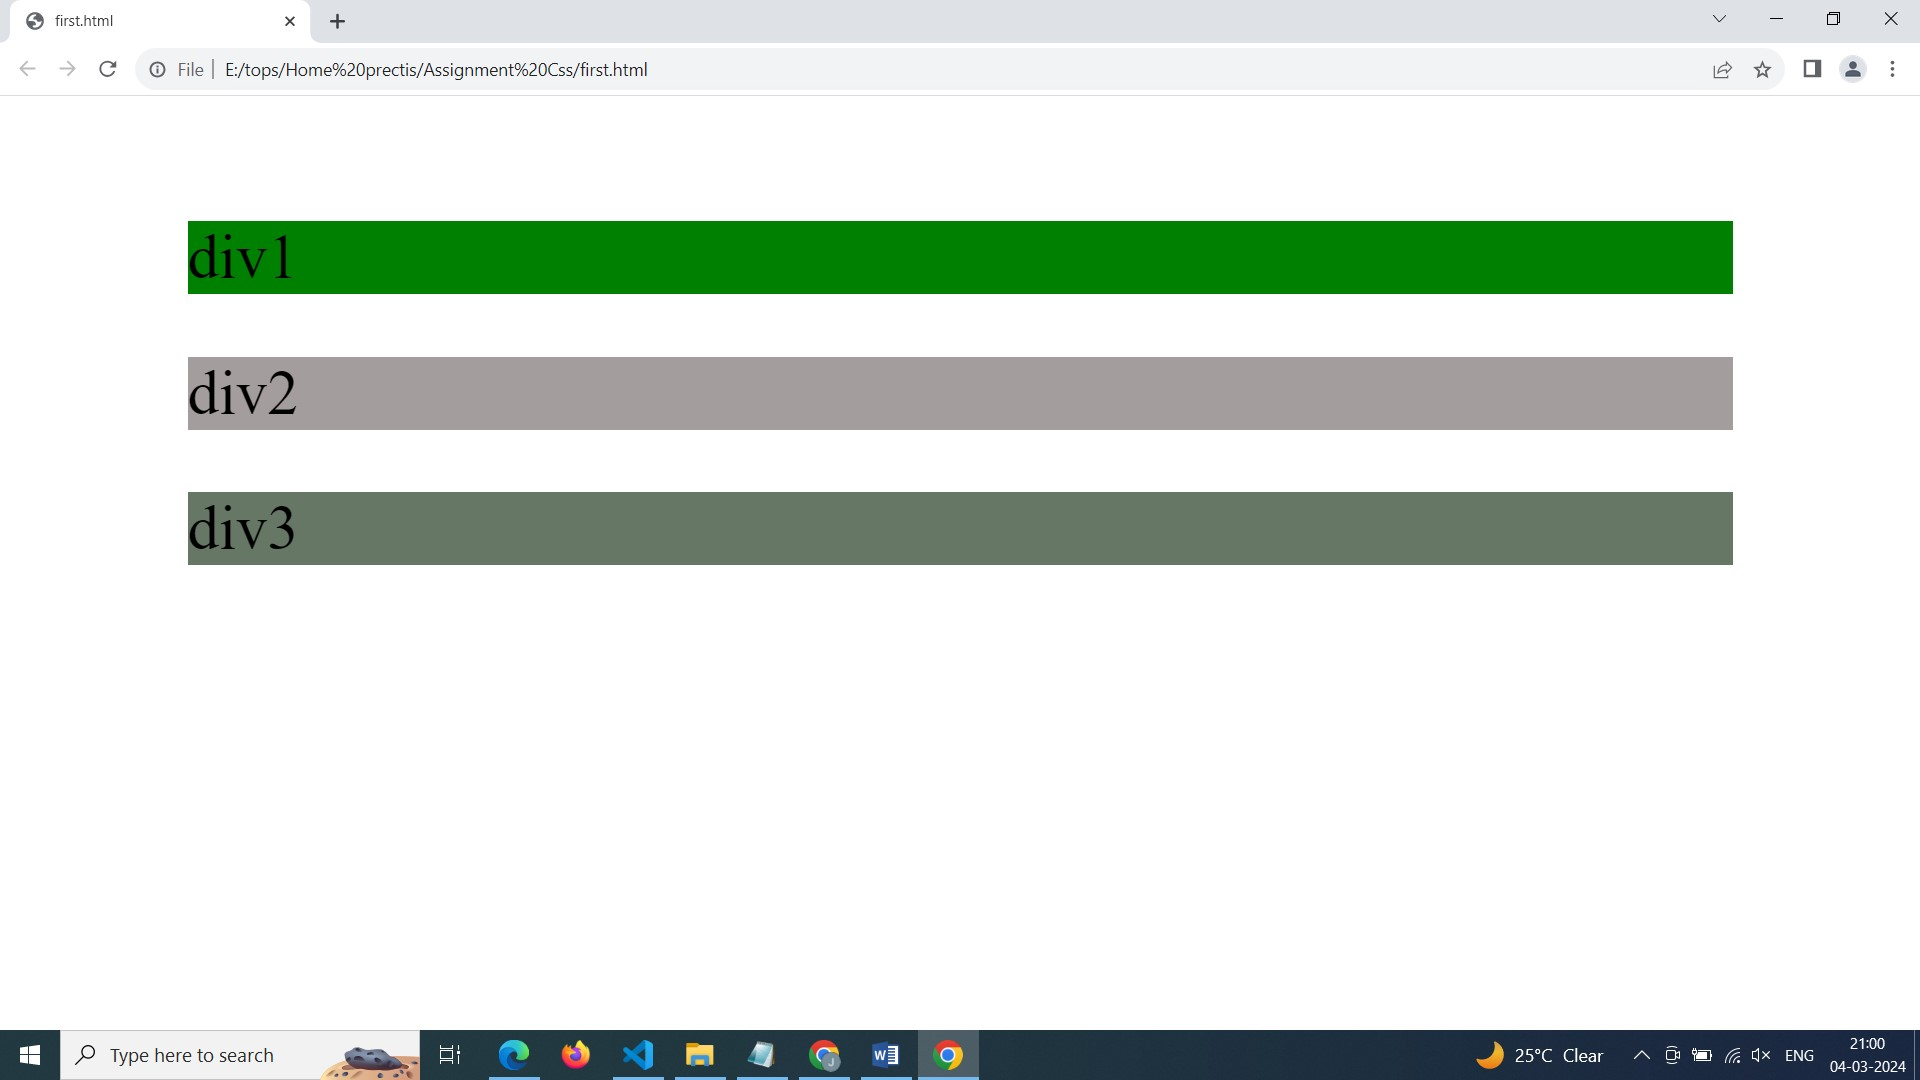 first.html
File E:/tops/Home%20prectis/Assignment%20Css/first.html
div1
div2
div3
Type here to search
25°C Clear
ENG
21:00
04-03-2024